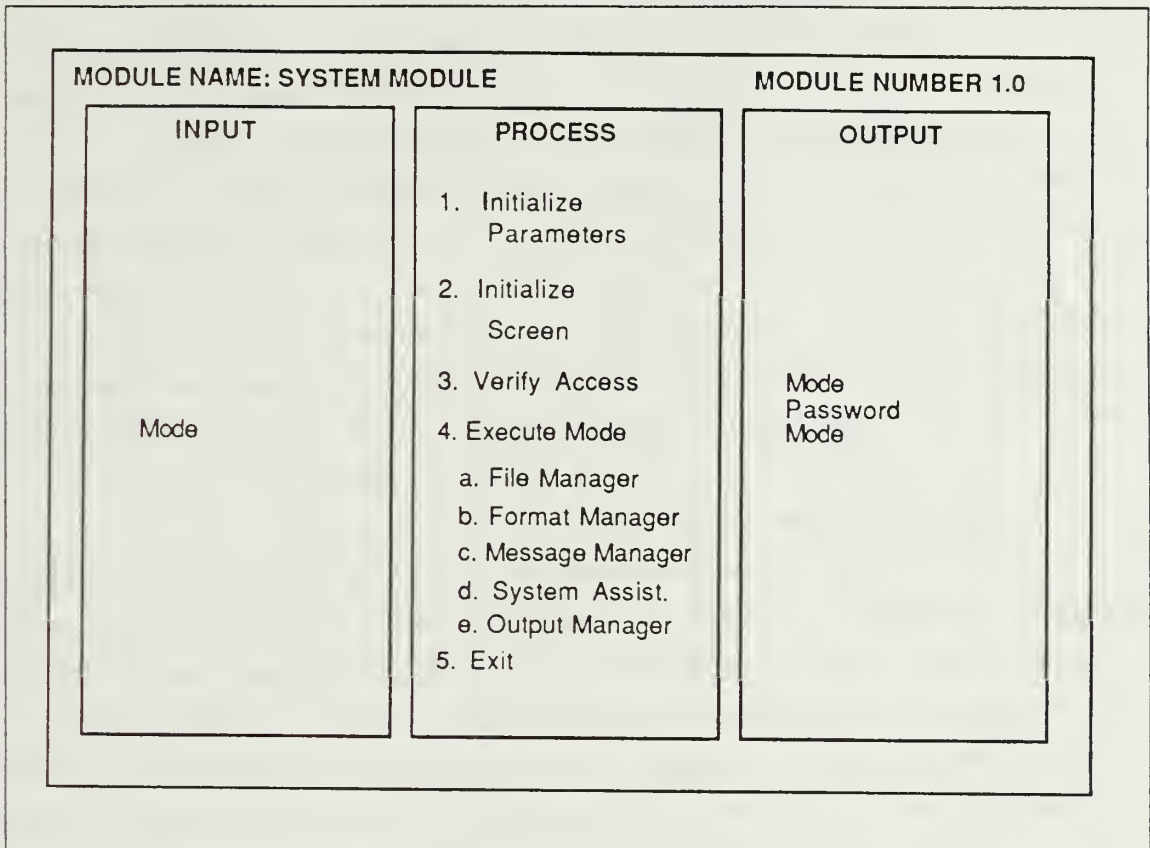 MODULE NAME: SYSTEM MODULE
MODULE NUMBER 1.0
INPUT
Mode
PROCESS
1. Initialize
Parameters
2. Initialize
Screen
3. Verify Access
4. Execute Mode
a. File Manager
b. Format Manager
c. Message Manager
d. System Assist.
e. Output Manager
5. Exit
OUTPUT
Mode
Password
Mode